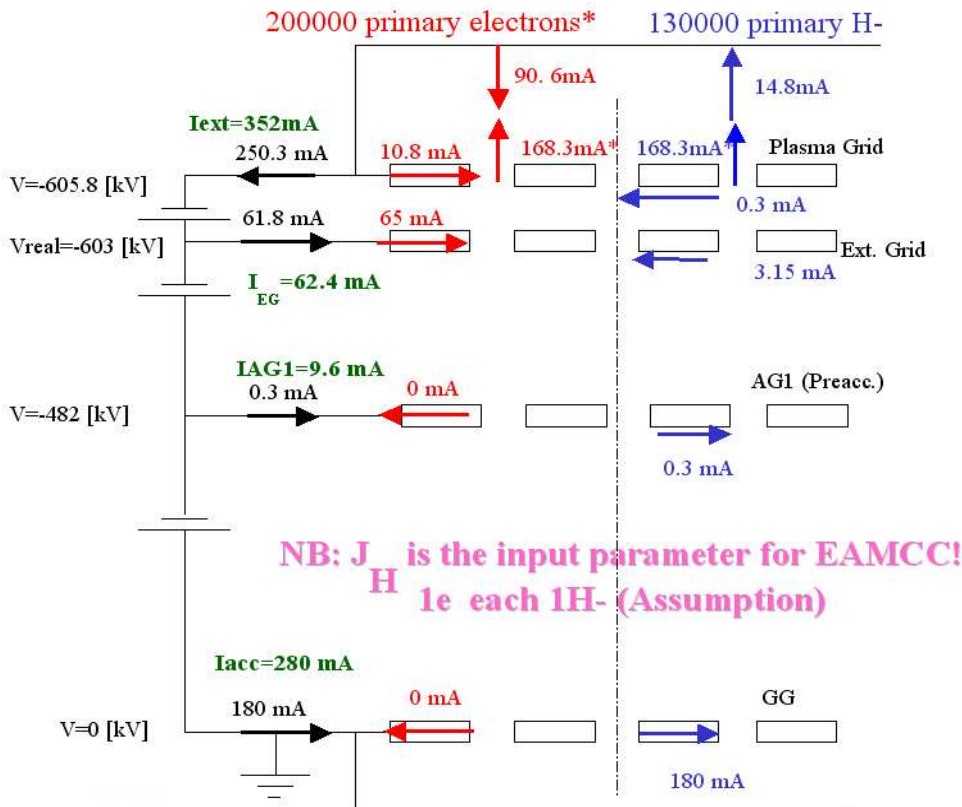 200000 primary electrons*
130000 primary H-
90. 6mA
14.8mA
Iext=352mA
250.3 mA
10.8 mA
168.3mA*
168.3mA*
Plasma Grid
V=-605.8 [kV]
0.3 mA
61.8 mA
65 mA
Vreal=-603 [kV]
Ext. Grid
3.15 mA
I EG=62.4 mA
IAG1=9.6 mA
0.3 mA
0 mA
AG1 (Preacc.)
V=-482 [kV]
0.3 mA
NB: J H is the input parameter for EAMCC!
1e each 1H- (Assumption)
Iacc=280 mA
180 mA
0 mA
GG
V=0 [kV]
180 mA